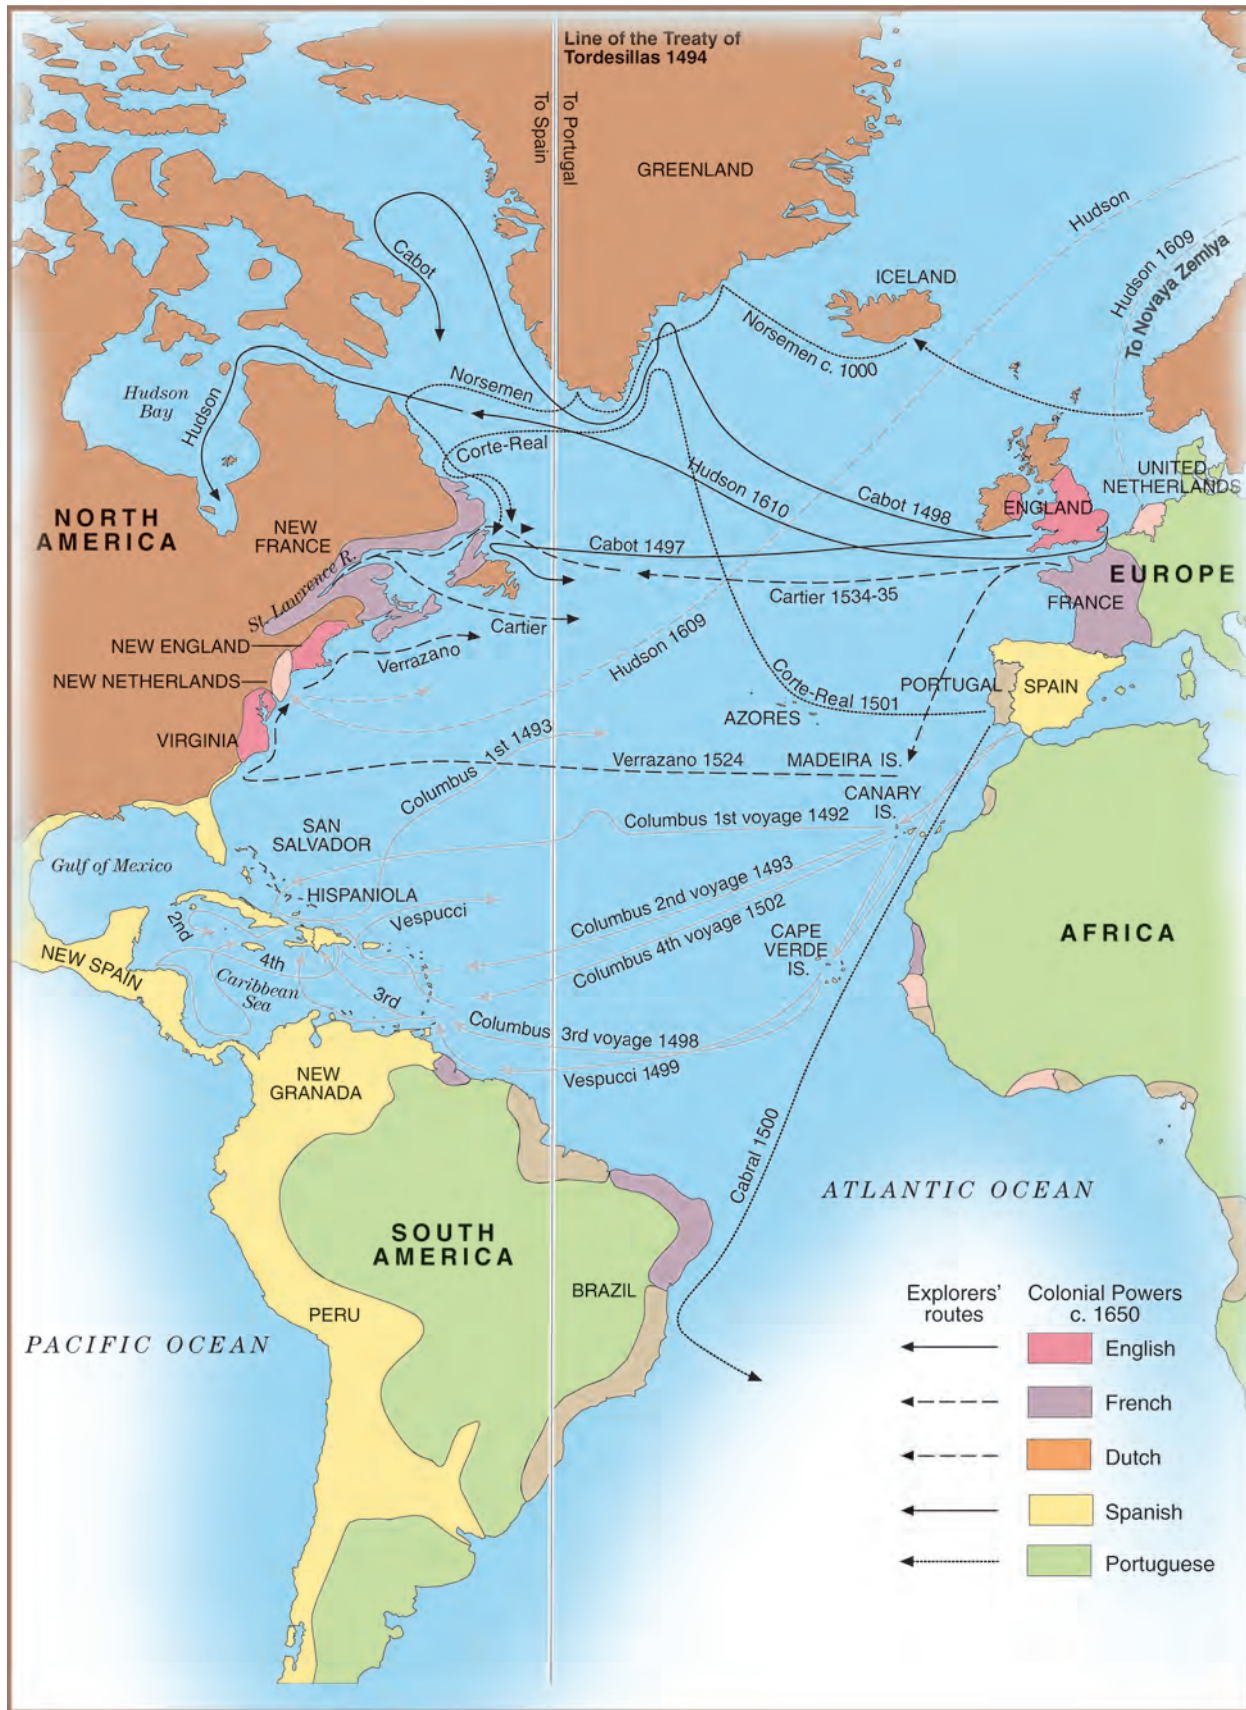 Line of the Treaty of
Tordesillas 1494
To Spain
To Portugal
GREENLAND
Hudson
Hudson 1609
To Novaya Zemlya
Cabot
ICELAND
Norsemen c. 1000
Norsemen
Hudson
Bay
Hudson
Corte-Real
Hudson 1610
Cabot 1498
UNITED
NETHERLANDS
ENGLAND
NORTH
AMERICA
NEW
FRANCE
Cabot 1497
EUROPE
St. Lawrence R.
Cartier 1534-35
FRANCE
Cartier
NEW ENGLAND
Verrazano
Hudson 1609
NEW NETHERLANDS
PORTUGAL
SPAIN
Corte-Real 1501
AZORES
VIRGINIA
Columbus 1st 1493
Verrazano 1524
MADEIRA IS.
CANARY
IS.
Columbus 1st voyage 1492
SAN
SALVADOR
Gulf of Mexico
HISPANIOLA
Vespucci
Columbus 2nd voyage 1493
Columbus 4th voyage 1502
CAPE
VERDE
IS.
AFRICA
2nd
4th
NEW SPAIN
Caribbean
Sea
3rd
Columbus 3rd voyage 1498
Vespucci 1499
NEW
GRANADA
Cabral 1500
ATLANTIC OCEAN
SOUTH
AMERICA
BRAZIL
PERU
PACIFIC OCEAN
Explorers'
routes
Colonial Powers
c. 1650
English
French
Dutch
Spanish
Portuguese